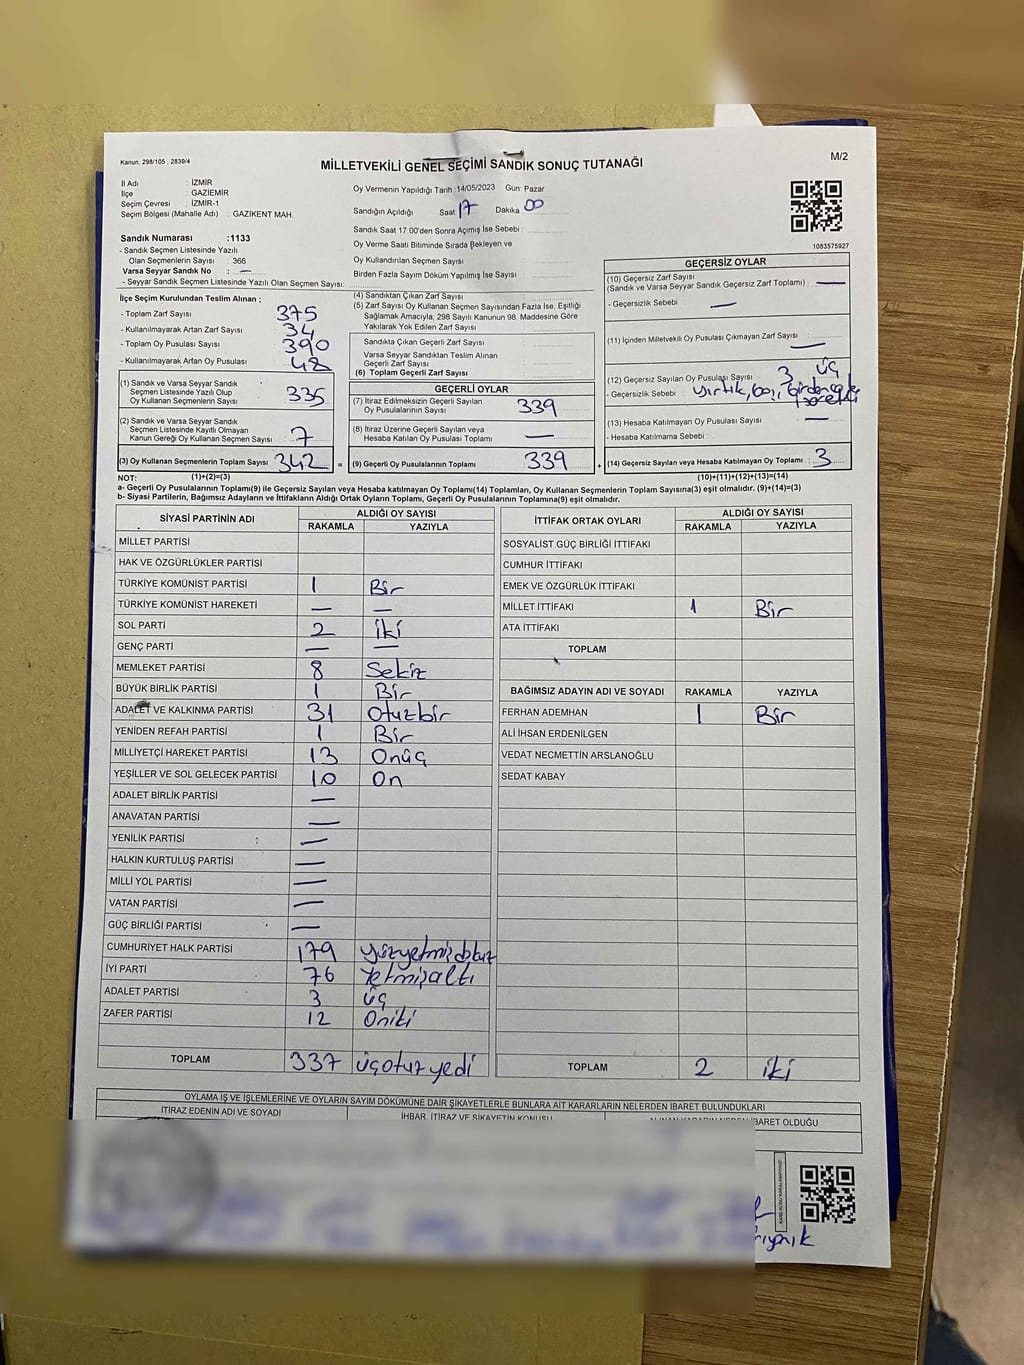 Kanun: 298/105 , 2839/4
MİLLETVEKİLİ GENEL SEÇİMİ SANDIK SONUÇ TUTANAĞI
M/2
İl Adı : İZMİR
İlçe : GAZİEMİR
Seçim Çevresi : İZMİR-1
Seçim Bölgesi (Mahalle Adı) : GAZİKENT MAH.
Oy Vermenin Yapıldığı Tarih :14/05/2023 Gün: Pazar
Sandığın Açıldığı Saat 17 Dakika 00
Sandık Saat 17.00'den Sonra Açılmış İse Sebebi :
Oy Verme Saati Bitiminde Sırada Bekleyen ve
Oy Kullandırılan Seçmen Sayısı :
Birden Fazla Sayım Döküm Yapılmış İse Sayısı :
1083575927
Sandık Numarası :1133
- Sandık Seçmen Listesinde Yazılı
Olan Seçmenlerin Sayısı : 366
Varsa Seyyar Sandık No : —
- Seyyar Sandık Seçmen Listesinde Yazılı Olan Seçmen Sayısı:
İlçe Seçim Kurulundan Teslim Alınan ;
- Toplam Zarf Sayısı 375
- Kullanılmayarak Artan Zarf Sayısı 34
- Toplam Oy Pusulası Sayısı 390
- Kullanılmayarak Artan Oy Pusulası 48
(1) Sandık ve Varsa Seyyar Sandık
Seçmen Listesinde Yazılı Olup
Oy Kullanan Seçmenlerin Sayısı 335
(2) Sandık ve Varsa Seyyar Sandık
Seçmen Listesinde Kayıtlı Olmayan
Kanun Gereği Oy Kullanan Seçmen Sayısı 7
(3) Oy Kullanan Seçmenlerin Toplam Sayısı 342 =
(4) Sandıktan Çıkan Zarf Sayısı :
(5) Zarf Sayısı Oy Kullanan Seçmen Sayısından Fazla İse, Eşitliği
Sağlamak Amacıyla, 298 Sayılı Kanunun 98. Maddesine Göre
Yakılarak Yok Edilen Zarf Sayısı :
Sandıkta Çıkan Geçerli Zarf Sayısı :
Varsa Seyyar Sandıktan Teslim Alınan
Geçerli Zarf Sayısı :
(6) Toplam Geçerli Zarf Sayısı :
GEÇERLİ OYLAR
(7) İtiraz Edilmeksizin Geçerli Sayılan
Oy Pusulalarının Sayısı : 339
(8) İtiraz Üzerine Geçerli Sayılan veya
Hesaba Katılan Oy Pusulası Toplamı : —
(9) Geçerli Oy Pusulalarının Toplamı 339 +
GEÇERSİZ OYLAR
(10) Geçersiz Zarf Sayısı
(Sandık ve Varsa Seyyar Sandık Geçersiz Zarf Toplamı) : —
- Geçersizlik Sebebi : —
(11) İçinden Milletvekili Oy Pusulası Çıkmayan Zarf Sayısı : —
(12) Geçersiz Sayılan Oy Pusulası Sayısı : 3 üç
- Geçersizlik Sebebi : yırtık, boş,
(13) Hesaba Katılmayan Oy Pusulası Sayısı : —
- Hesaba Katılmama Sebebi :
(14) Geçersiz Sayılan veya Hesaba Katılmayan Oy Toplamı : 3
NOT: (1)+(2)=(3) (10)+(11)+(12)+(13)=(14)
a- Geçerli Oy Pusulalarının Toplamı(9) ile Geçersiz Sayılan veya Hesaba Katılmayan Oy Toplamı(14) Toplamları, Oy Kullanan Seçmenlerin Toplam Sayısına(3) eşit olmalıdır. (9)+(14)=(3)
b- Siyasi Partilerin, Bağımsız Adayların ve İttifakların Aldığı Ortak Oyların Toplamı, Geçerli Oy Pusulalarının Toplamına(9) eşit olmalıdır.
SİYASİ PARTİNİN ADI ALDIĞI OY SAYISI
RAKAMLA YAZIYLA
MİLLET PARTİSİ
HAK VE ÖZGÜRLÜKLER PARTİSİ
TÜRKİYE KOMÜNİST PARTİSİ 1 Bir
TÜRKİYE KOMÜNİST HAREKETİ — —
SOL PARTİ 2 iki
GENÇ PARTİ — —
MEMLEKET PARTİSİ 8 Sekiz
BÜYÜK BİRLİK PARTİSİ 1 Bir
ADALET VE KALKINMA PARTİSİ 31 Otuzbir
YENİDEN REFAH PARTİSİ 1 Bir
MİLLİYETÇİ HAREKET PARTİSİ 13 Onüç
YEŞİLLER VE SOL GELECEK PARTİSİ 10 On
ADALET BİRLİK PARTİSİ —
ANAVATAN PARTİSİ —
YENİLİK PARTİSİ —
HALKIN KURTULUŞ PARTİSİ —
MİLLİ YOL PARTİSİ —
VATAN PARTİSİ —
GÜÇ BİRLİĞİ PARTİSİ —
CUMHURİYET HALK PARTİSİ 179 yüzyetmişdokuz
İYİ PARTİ 76 Yetmişaltı
ADALET PARTİSİ 3 üç
ZAFER PARTİSİ 12 Oniki
TOPLAM 337 üçotuzyedi
İTTİFAK ORTAK OYLARI ALDIĞI OY SAYISI
RAKAMLA YAZIYLA
SOSYALİST GÜÇ BİRLİĞİ İTTİFAKI
CUMHUR İTTİFAKI
EMEK VE ÖZGÜRLÜK İTTİFAKI
MİLLET İTTİFAKI 1 Bir
ATA İTTİFAKI
TOPLAM
BAĞIMSIZ ADAYIN ADI VE SOYADI RAKAMLA YAZIYLA
FERHAN ADEMHAN 1 Bir
ALİ İHSAN ERDENİLGEN
VEDAT NECMETTİN ARSLANOĞLU
SEDAT KABAY
TOPLAM 2 iki
OYLAMA İŞ VE İŞLEMLERİNE VE OYLARIN SAYIM DÖKÜMÜNE DAİR ŞİKAYETLERLE BUNLARA AİT KARARLARIN NELERDEN İBARET BULUNDUKLARI
İTİRAZ EDENİN ADI VE SOYADI
İHBAR, İTİRAZ VE ŞİKAYETİN KONUSU
İBARET OLDUĞU